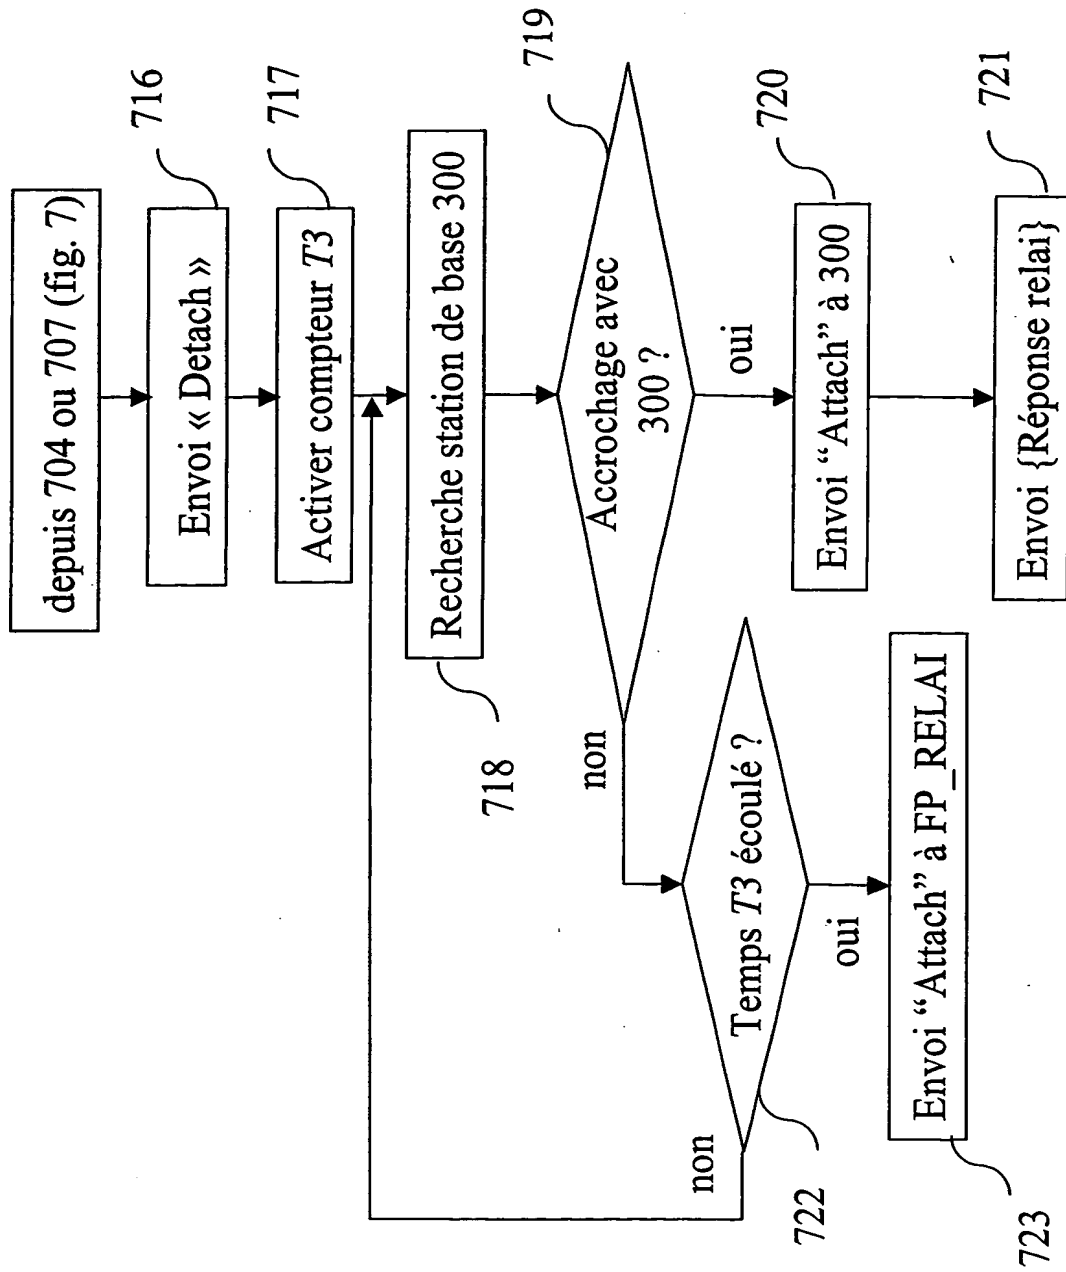 depuis 704 ou 707 (fig. 7)
716
Envoi « Detach »
717
Activer compteur T3
Recherche station de base 300
718
719
Accrochage avec
300 ?
non
oui
720
Envoi “Attach” à 300
721
Envoi {Réponse relai}
Temps T3 écoulé ?
722
non
oui
Envoi “Attach” à FP_RELAI
723